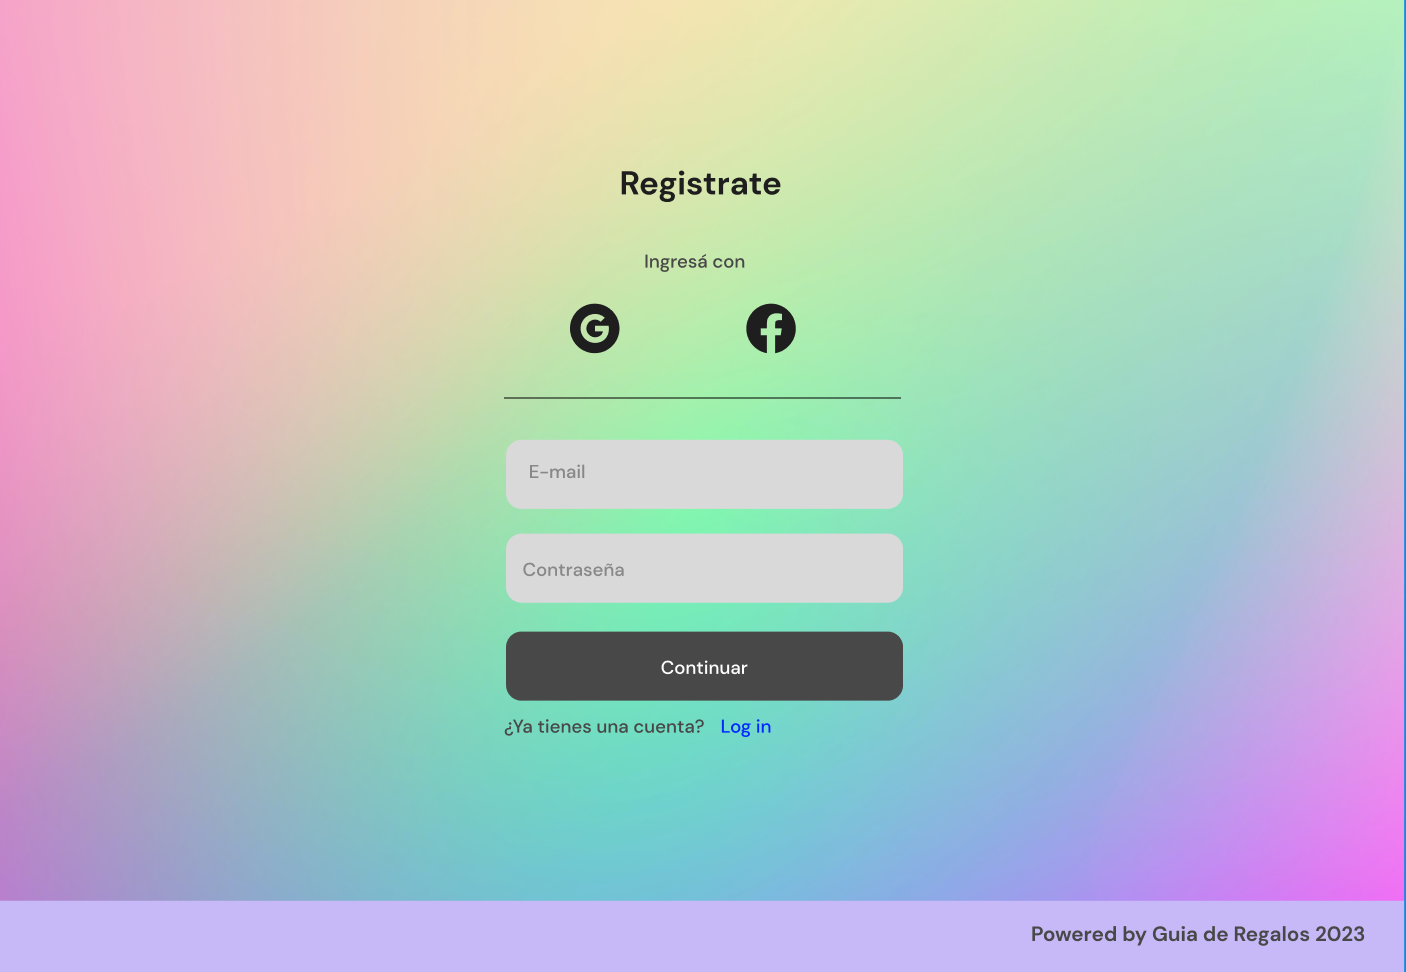 Registrate
Ingresá con
E-mail
Contraseña
Continuar
¿Ya tienes una cuenta? Log in
Powered by Guia de Regalos 2023